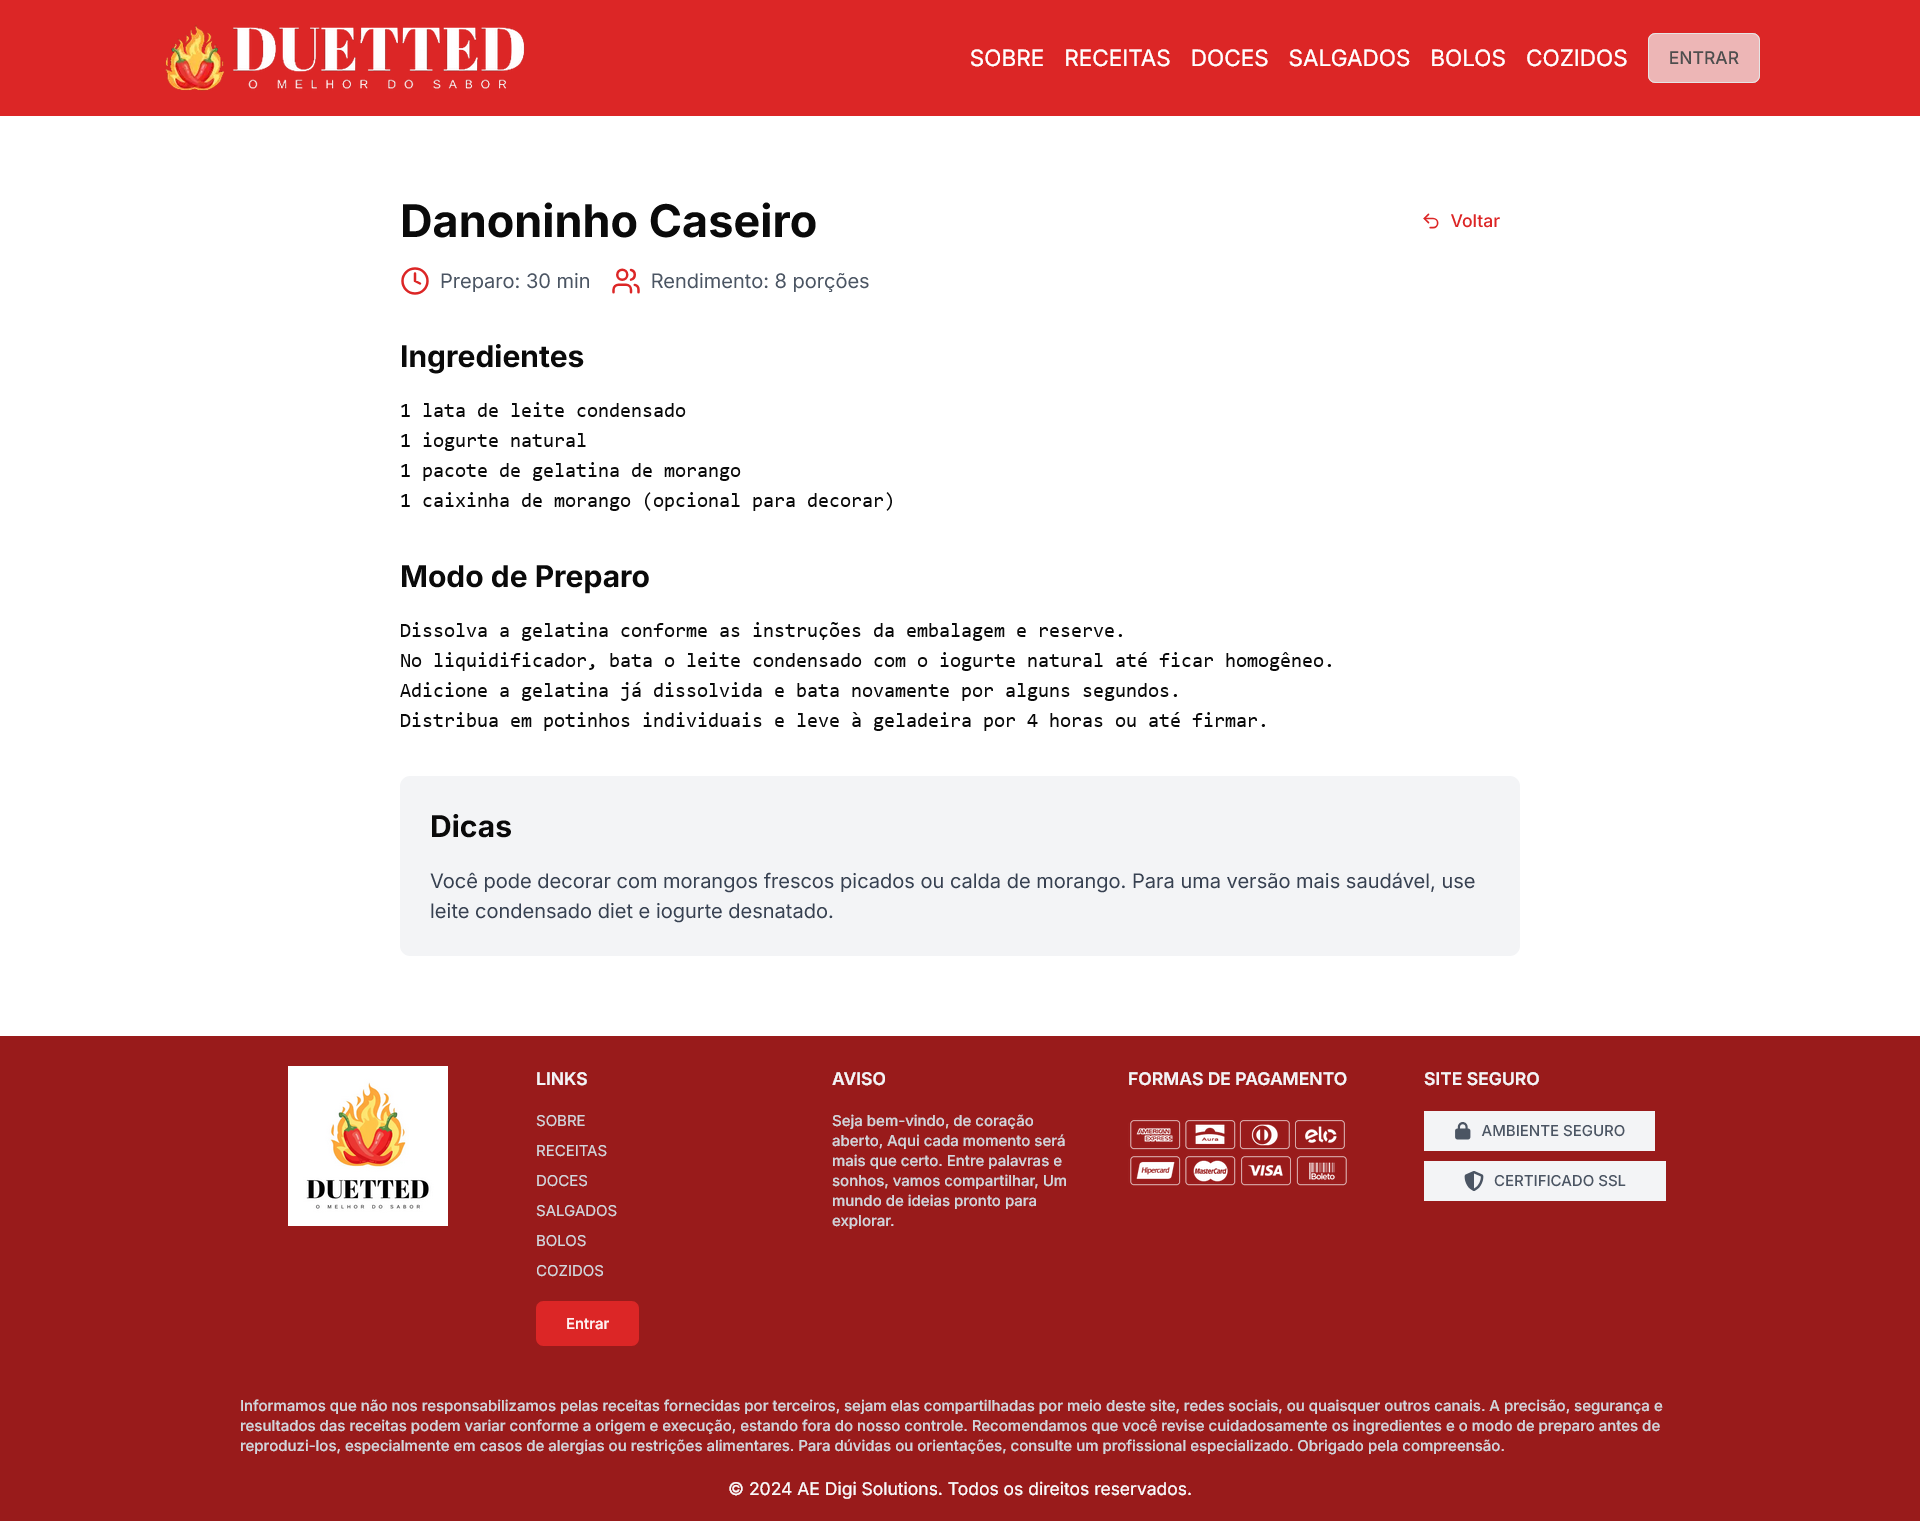 DUETTED
O MELHOR DO SABOR
SOBRE RECEITAS DOCES SALGADOS BOLOS COZIDOS ENTRAR
Danoninho Caseiro
Voltar
Preparo: 30 min Rendimento: 8 porções
Ingredientes
1 lata de leite condensado
1 iogurte natural
1 pacote de gelatina de morango
1 caixinha de morango (opcional para decorar)
Modo de Preparo
Dissolva a gelatina conforme as instruções da embalagem e reserve.
No liquidificador, bata o leite condensado com o iogurte natural até ficar homogêneo.
Adicione a gelatina já dissolvida e bata novamente por alguns segundos.
Distribua em potinhos individuais e leve à geladeira por 4 horas ou até firmar.
Dicas
Você pode decorar com morangos frescos picados ou calda de morango. Para uma versão mais saudável, use
leite condensado diet e iogurte desnatado.
DUETTED
O MELHOR DO SABOR
LINKS
SOBRE
RECEITAS
DOCES
SALGADOS
BOLOS
COZIDOS
Entrar
AVISO
Seja bem-vindo, de coração
aberto, Aqui cada momento será
mais que certo. Entre palavras e
sonhos, vamos compartilhar, Um
mundo de ideias pronto para
explorar.
FORMAS DE PAGAMENTO
AMERICAN EXPRESS Aura elo
Hipercard MasterCard VISA Boleto
SITE SEGURO
AMBIENTE SEGURO
CERTIFICADO SSL
Informamos que não nos responsabilizamos pelas receitas fornecidas por terceiros, sejam elas compartilhadas por meio deste site, redes sociais, ou quaisquer outros canais. A precisão, segurança e
resultados das receitas podem variar conforme a origem e execução, estando fora do nosso controle. Recomendamos que você revise cuidadosamente os ingredientes e o modo de preparo antes de
reproduzi-los, especialmente em casos de alergias ou restrições alimentares. Para dúvidas ou orientações, consulte um profissional especializado. Obrigado pela compreensão.
© 2024 AE Digi Solutions. Todos os direitos reservados.